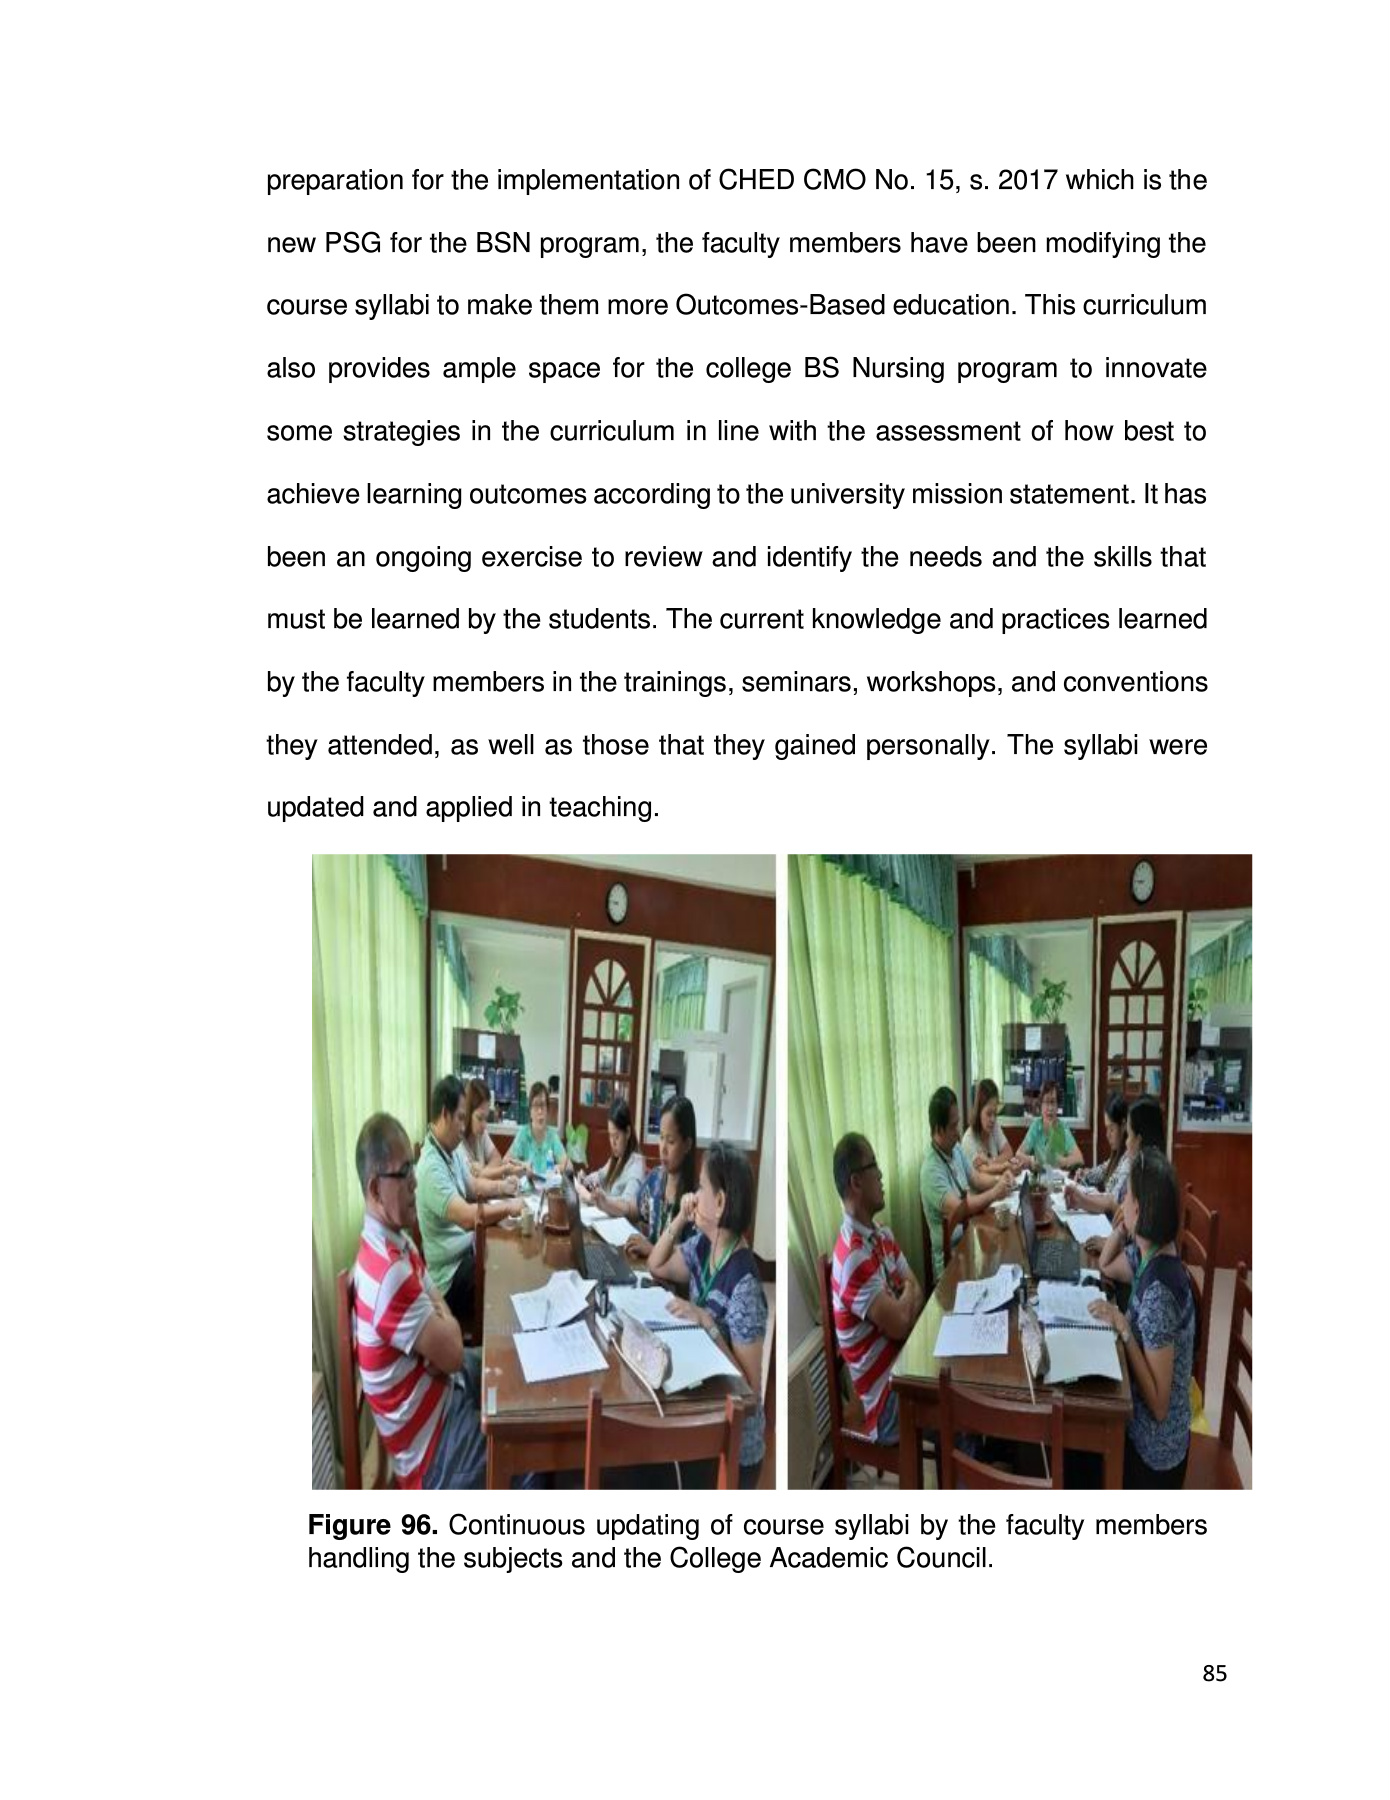 preparation for the implementation of CHED CMO No. 15, s. 2017 which is the
new PSG for the BSN program, the faculty members have been modifying the
course syllabi to make them more Outcomes-Based education. This curriculum
also provides ample space for the college BS Nursing program to innovate
some strategies in the curriculum in line with the assessment of how best to
achieve learning outcomes according to the university mission statement. It has
been an ongoing exercise to review and identify the needs and the skills that
must be learned by the students. The current knowledge and practices learned
by the faculty members in the trainings, seminars, workshops, and conventions
they attended, as well as those that they gained personally. The syllabi were
updated and applied in teaching.
Figure 96. Continuous updating of course syllabi by the faculty members
handling the subjects and the College Academic Council.
85